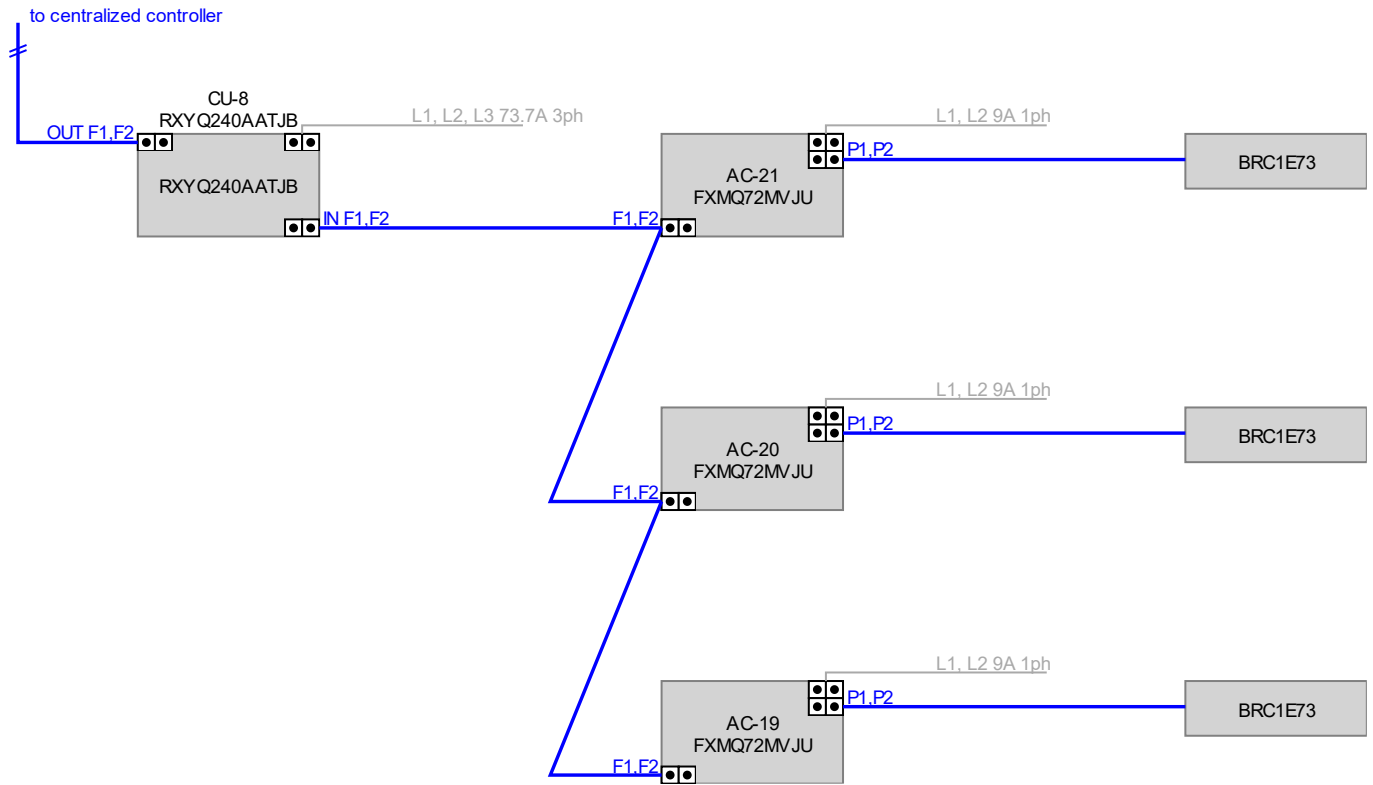 to centralized controller
CU-8
RXYQ240AATJB
L1, L2, L3 73.7A 3ph
OUT F1,F2
RXYQ240AATJB
IN F1,F2
L1, L2 9A 1ph
P1,P2
AC-21
FXMQ72MVJU
BRC1E73
F1,F2
L1, L2 9A 1ph
P1,P2
AC-20
FXMQ72MVJU
BRC1E73
F1,F2
L1, L2 9A 1ph
P1,P2
AC-19
FXMQ72MVJU
BRC1E73
F1,F2